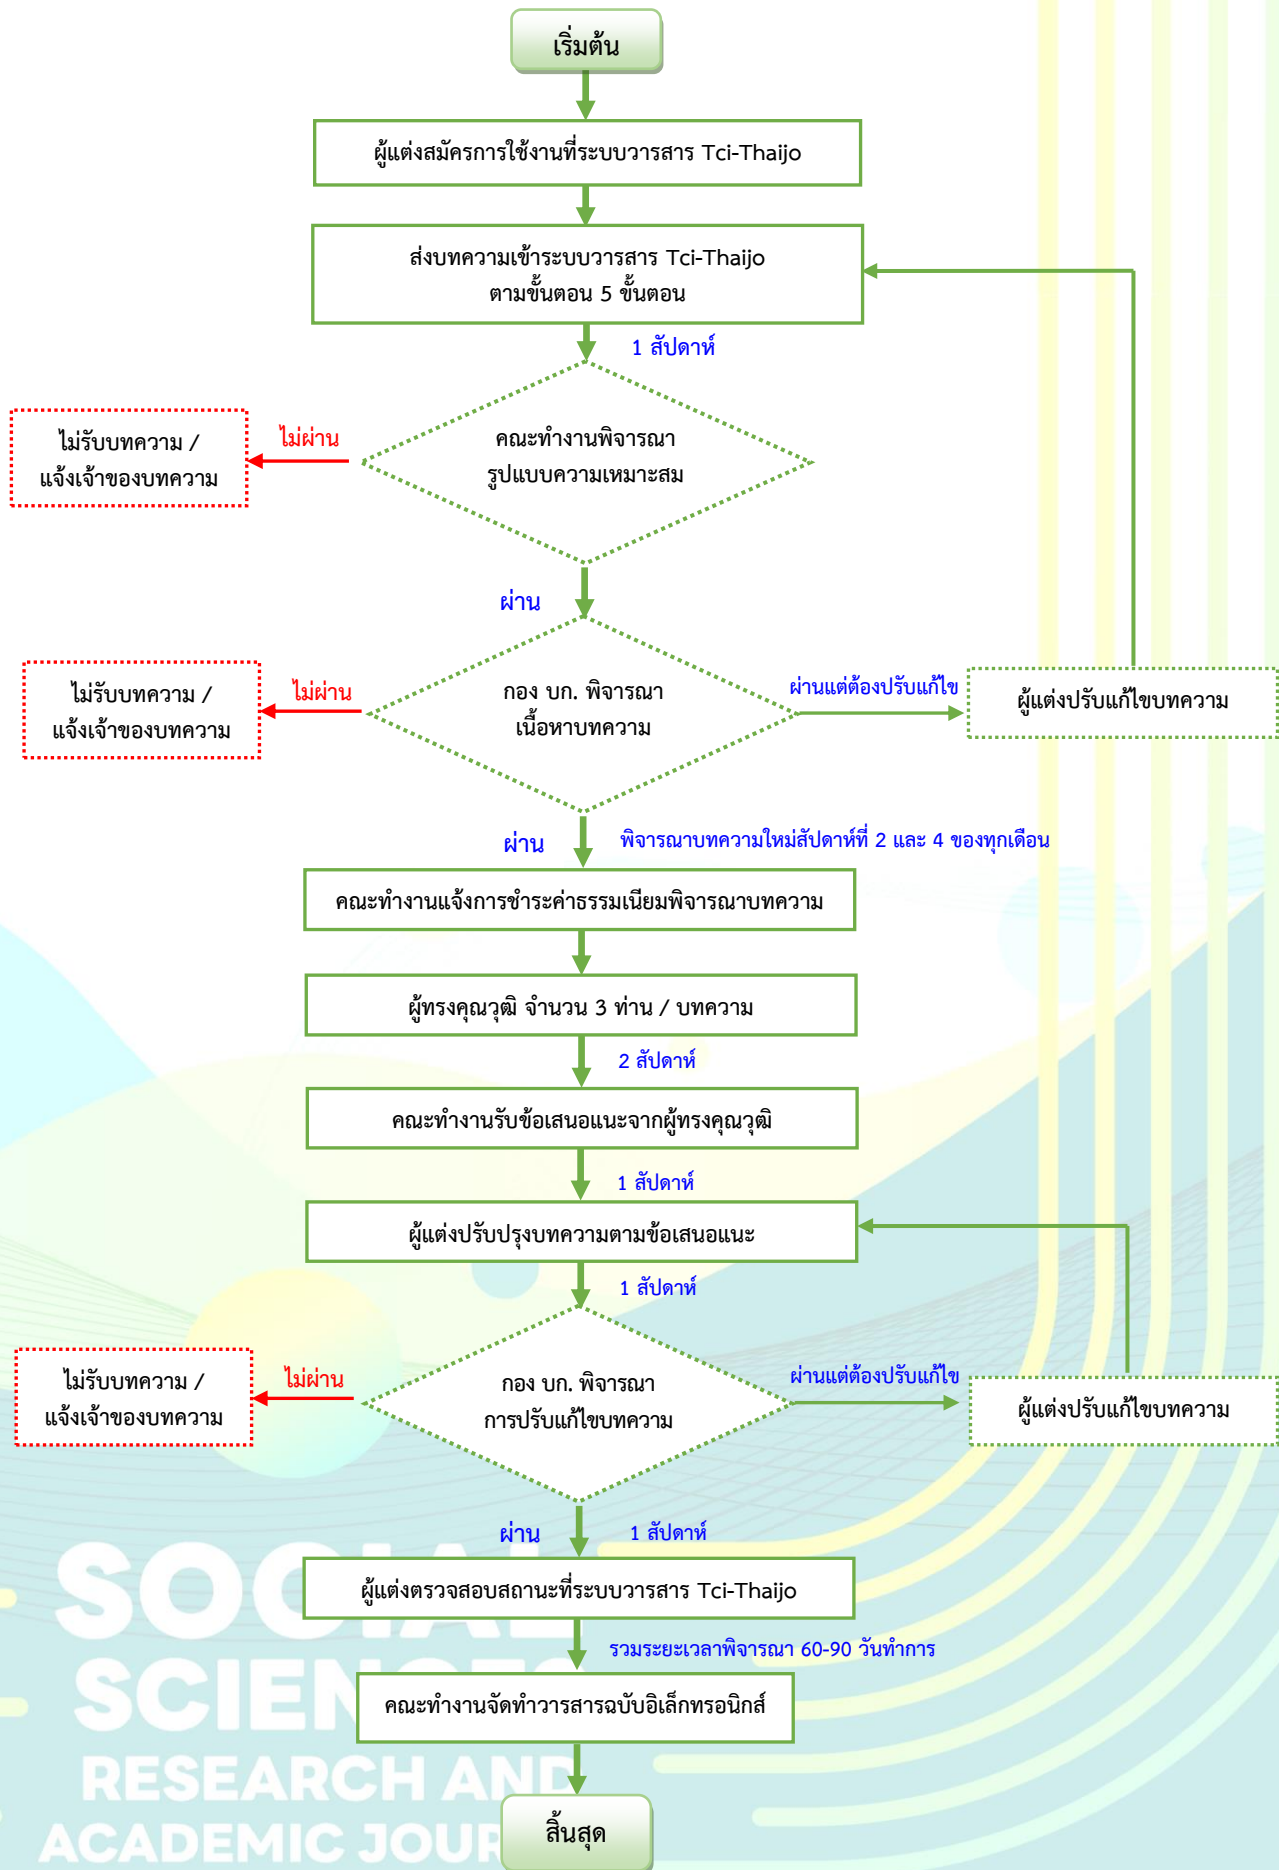 เริ่มต้น
ผู้แต่งสมัครการใช้งานที่ระบบวารสาร Tci-Thaijo
ส่งบทความเข้าระบบวารสาร Tci-Thaijo
ตามขั้นตอน 5 ขั้นตอน
1 สัปดาห์
คณะทำงานพิจารณา
รูปแบบความเหมาะสม
ไม่ผ่าน
ไม่รับบทความ /
แจ้งเจ้าของบทความ
ผ่าน
กอง บก. พิจารณา
เนื้อหาบทความ
ไม่ผ่าน
ไม่รับบทความ /
แจ้งเจ้าของบทความ
ผ่านแต่ต้องปรับแก้ไข
ผู้แต่งปรับแก้ไขบทความ
ผ่าน
พิจารณาบทความใหม่สัปดาห์ที่ 2 และ 4 ของทุกเดือน
คณะทำงานแจ้งการชำระค่าธรรมเนียมพิจารณาบทความ
ผู้ทรงคุณวุฒิ จำนวน 3 ท่าน / บทความ
2 สัปดาห์
คณะทำงานรับข้อเสนอแนะจากผู้ทรงคุณวุฒิ
1 สัปดาห์
ผู้แต่งปรับปรุงบทความตามข้อเสนอแนะ
1 สัปดาห์
กอง บก. พิจารณา
การปรับแก้ไขบทความ
ไม่ผ่าน
ไม่รับบทความ /
แจ้งเจ้าของบทความ
ผ่านแต่ต้องปรับแก้ไข
ผู้แต่งปรับแก้ไขบทความ
ผ่าน
1 สัปดาห์
ผู้แต่งตรวจสอบสถานะที่ระบบวารสาร Tci-Thaijo
รวมระยะเวลาพิจารณา 60-90 วันทำการ
คณะทำงานจัดทำวารสารฉบับอิเล็กทรอนิกส์
สิ้นสุด
RESEARCH AND
ACADEMIC